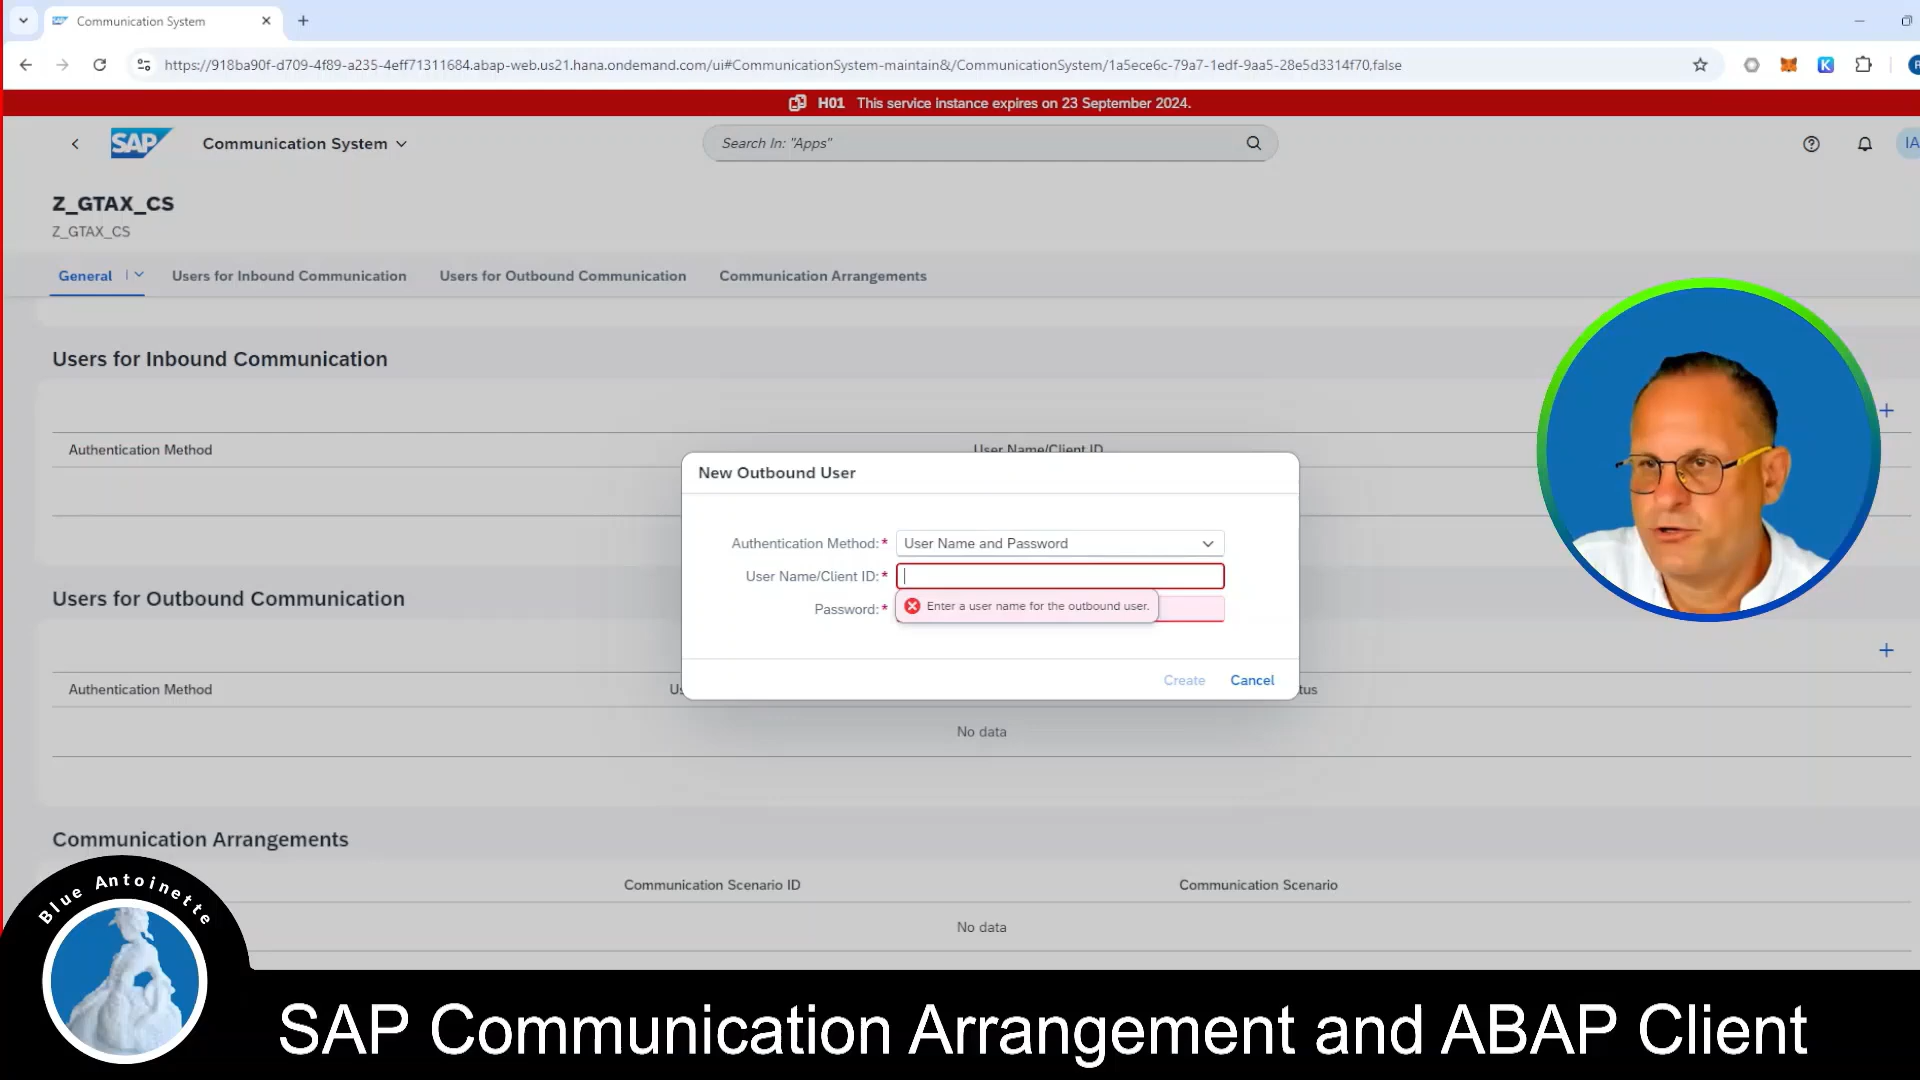 Communication System
https://918ba90f-d709-4f89-a235-4eff71311684.abap-web.us21.hana.ondemand.com/ui#CommunicationSystem-maintain&/CommunicationSystem/1a5ece6c-79a7-1edf-9aa5-28e5d3314f70,false
K
H01 This service instance expires on 23 September 2024.
SAP
Communication System
Search In: "Apps"
IA
Z_GTAX_CS
Z_GTAX_CS
General
Users for Inbound Communication
Users for Outbound Communication
Communication Arrangements
Users for Inbound Communication
Authentication Method
User Name/Client ID
New Outbound User
Authentication Method:*
User Name and Password
User Name/Client ID:*
Password:*
Enter a user name for the outbound user.
Create
Cancel
Users for Outbound Communication
Authentication Method
Us
tus
No data
Communication Arrangements
Communication Scenario ID
Communication Scenario
No data
Blue Antoinette
SAP Communication Arrangement and ABAP Client